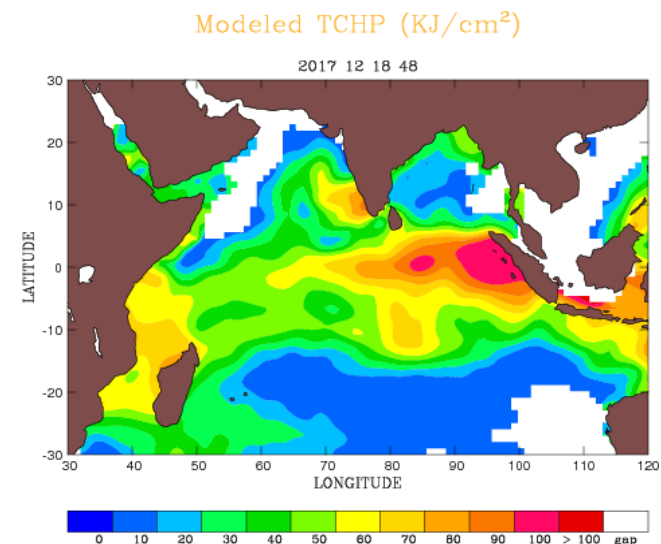 Modeled TCHP (KJ/cm²)
2017 12 18 48
30
20
10
0
-10
-20
-30
LATITUDE
30 40 50 60 70 80 90 100 110 120
LONGITUDE
0 10 20 30 40 50 60 70 80 90 100 > 100 gap